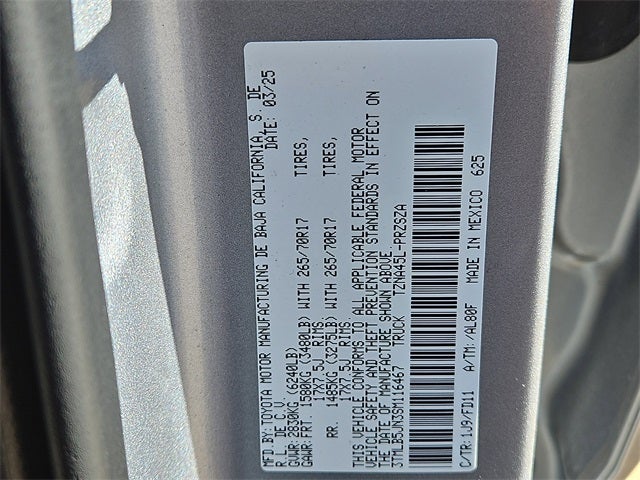 MFD.BY: TOYOTA MOTOR MANUFACTURING DE BAJA CALIFORNIA S. DE
R.L. DE C.V. DATE: 03/25
GVWR: 2830KG (6240LB)
GAWR: FRT 1580KG (3480LB) WITH 265/70R17 TIRES,
17X7.5J RIMS
RR. 1485KG (3275LB) WITH 265/70R17 TIRES,
17X7.5J RIMS
THIS VEHICLE CONFORMS TO ALL APPLICABLE FEDERAL MOTOR
VEHICLE SAFETY AND THEFT PREVENTION STANDARDS IN EFFECT ON
THE DATE OF MANUFACTURE SHOWN ABOVE.
3TMLB5JN3SM116467 TRUCK TZNA45L-PRZSZA
C/TR: 1J9/FD11 A/TM: /AL80F MADE IN MEXICO 625